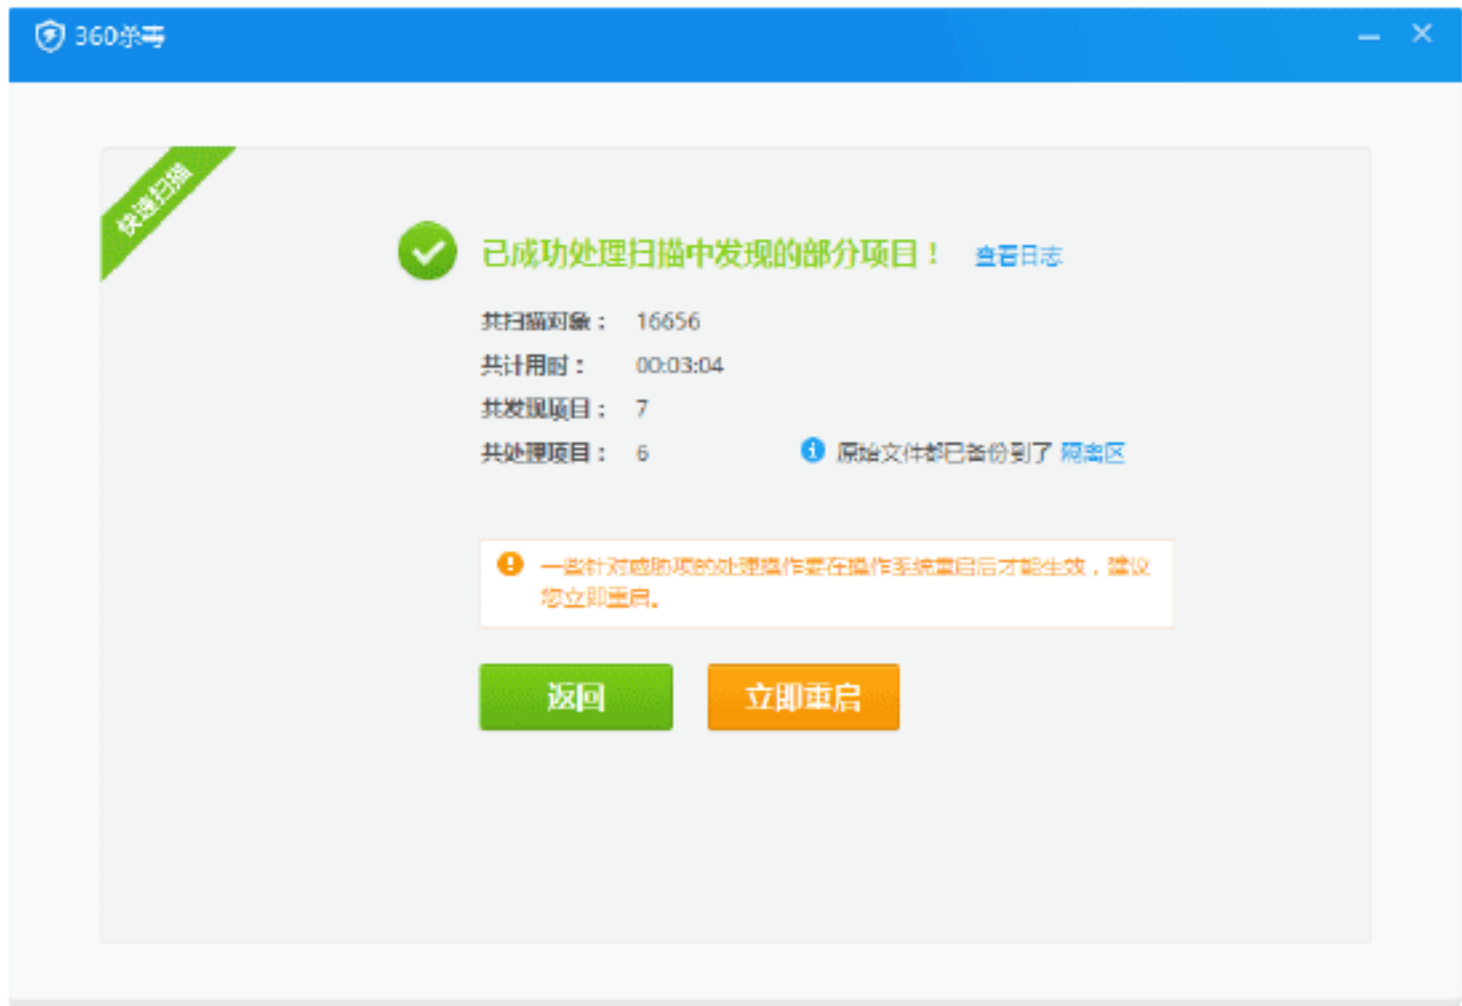 360杀毒
快速扫描
已成功处理扫描中发现的部分项目！ 查看日志
共扫描对象： 16656
共计用时： 00:03:04
共发现项目： 7
共处理项目： 6 原始文件都已备份到了 隔离区
一些针对威胁项的处理操作要在操作系统重启后才能生效，建议
您立即重启。
返回 立即重启